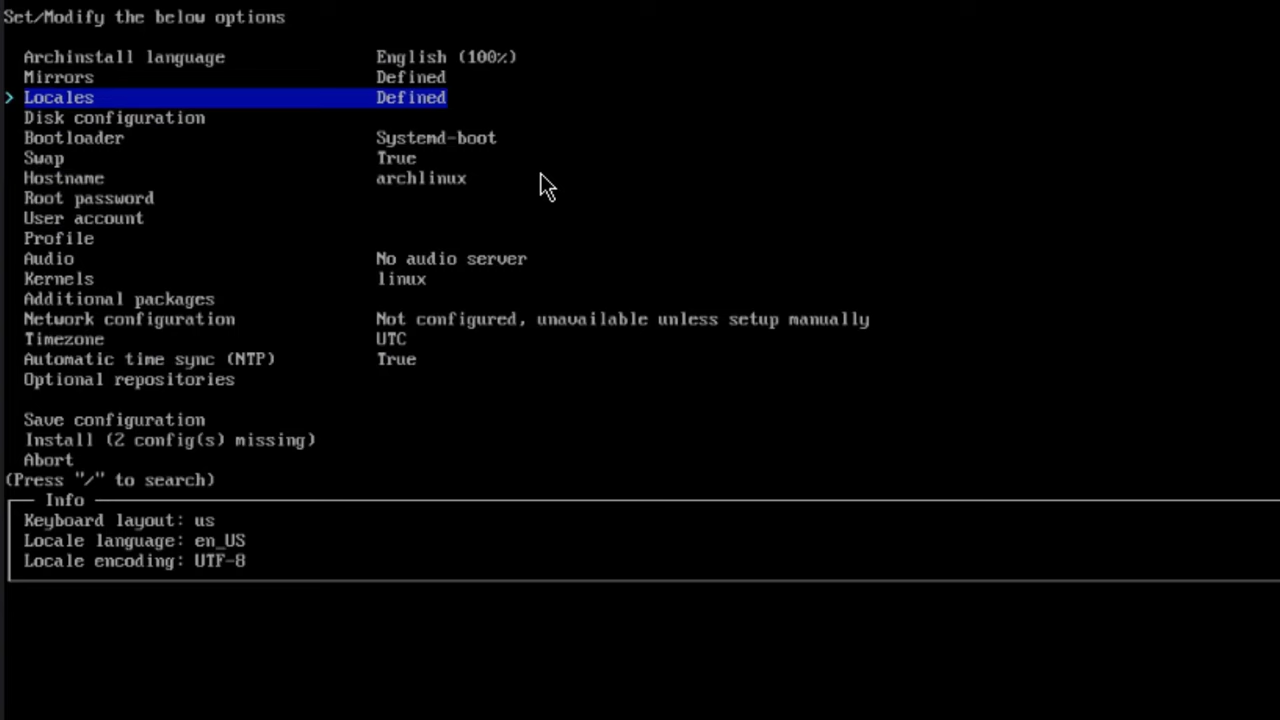 Set/Modify the below options
Archinstall language English (100%)
Mirrors Defined
> Locales Defined
Disk configuration
Bootloader Systemd-boot
Swap True
Hostname archlinux
Root password
User account
Profile
Audio No audio server
Kernels linux
Additional packages
Network configuration Not configured, unavailable unless setup manually
Timezone UTC
Automatic time sync (NTP) True
Optional repositories
Save configuration
Install (2 config(s) missing)
Abort
(Press "/" to search)
Info
Keyboard layout: us
Locale language: en_US
Locale encoding: UTF-8